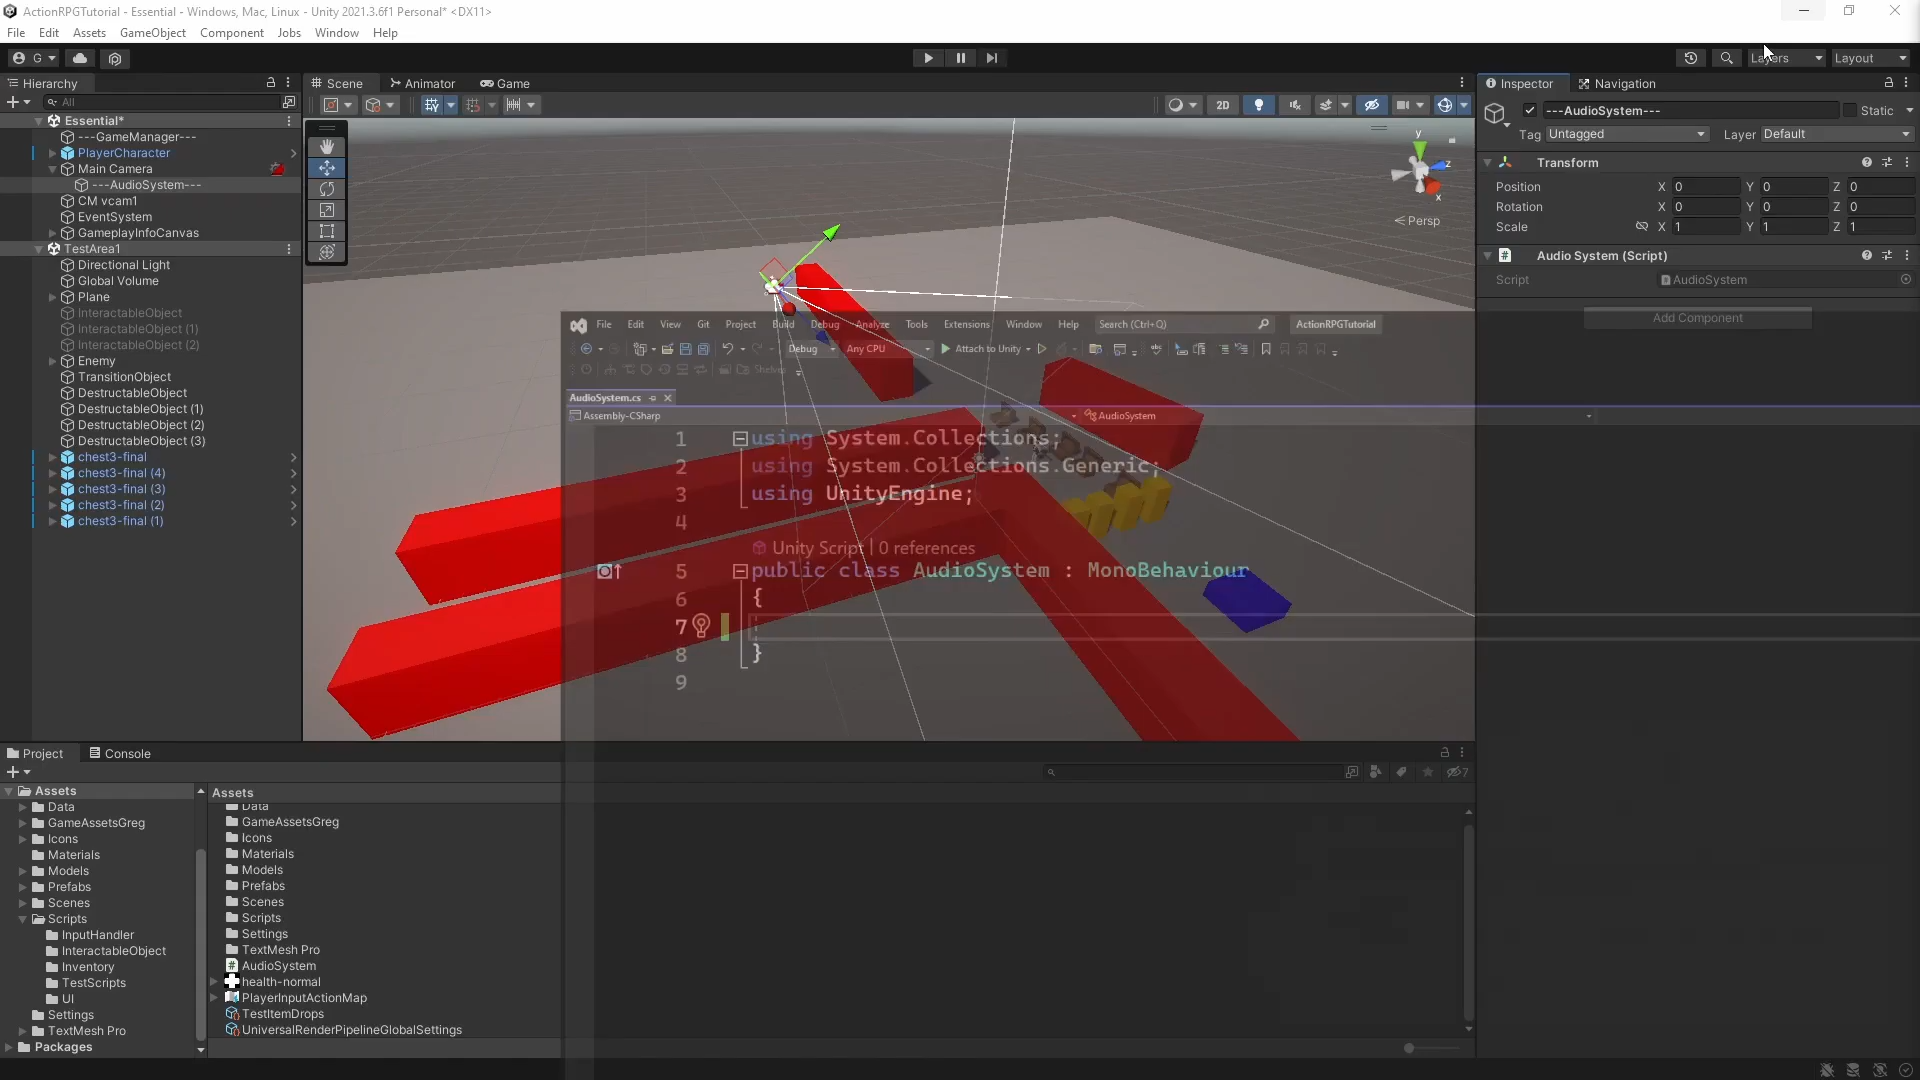 ActionRPGTutorial - Essential - Windows, Mac, Linux - Unity 2021.3.6f1 Personal* <DX11>
File Edit Assets GameObject Component Jobs Window Help
G Layers Layout
Hierarchy Scene Animator Game Inspector Navigation
All
2D
---AudioSystem--- Static
Tag Untagged Layer Default
Transform
Position X 0 Y 0 Z 0
Rotation X 0 Y 0 Z 0
Scale X 1 Y 1 Z 1
Audio System (Script)
Script AudioSystem
Add Component
Essential*
---GameManager---
PlayerCharacter
Main Camera
---AudioSystem---
CM vcam1
EventSystem
GameplayInfoCanvas
TestArea1
Directional Light
Global Volume
Plane
InteractableObject
InteractableObject (1)
InteractableObject (2)
Enemy
TransitionObject
DestructableObject
DestructableObject (1)
DestructableObject (2)
DestructableObject (3)
chest3-final
chest3-final (4)
chest3-final (3)
chest3-final (2)
chest3-final (1)
y
z
x
< Persp
File Edit View Git Project Build Debug Analyze Tools Extensions Window Help Search (Ctrl+Q) ActionRPGTutorial
Debug Any CPU Attach to Unity
Shelves
AudioSystem.cs
Assembly-CSharp AudioSystem
1 using System.Collections;
2 using System.Collections.Generic;
3 using UnityEngine;
4
Unity Script | 0 references
5 public class AudioSystem : MonoBehaviour
6 {
7
8 }
9
Project Console
7
Assets
Data
GameAssetsGreg
Icons
Materials
Models
Prefabs
Scenes
Scripts
InputHandler
InteractableObject
Inventory
TestScripts
UI
Settings
TextMesh Pro
Packages
Assets
Data
GameAssetsGreg
Icons
Materials
Models
Prefabs
Scenes
Scripts
Settings
TextMesh Pro
AudioSystem
health-normal
PlayerInputActionMap
TestItemDrops
UniversalRenderPipelineGlobalSettings